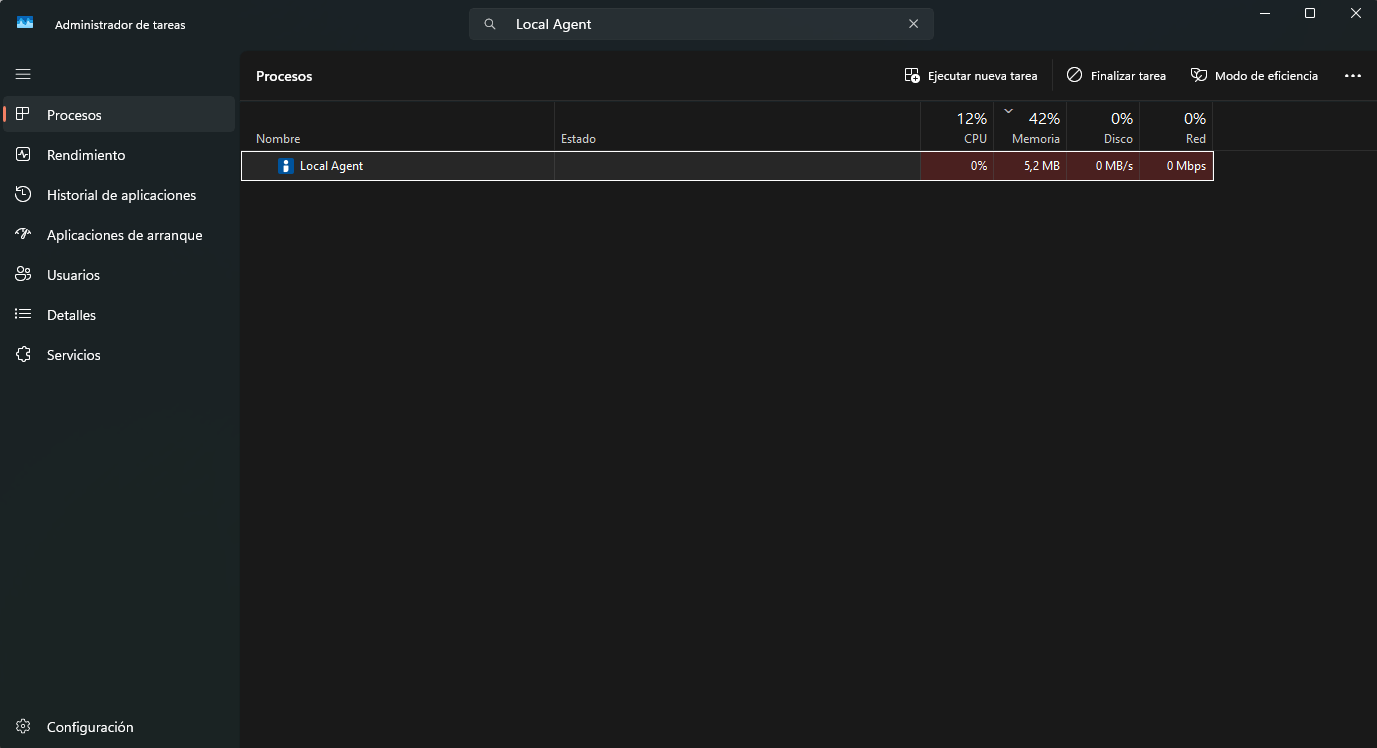 Administrador de tareas
Local Agent
Procesos
Ejecutar nueva tarea
Finalizar tarea
Modo de eficiencia
Procesos
Rendimiento
Historial de aplicaciones
Aplicaciones de arranque
Usuarios
Detalles
Servicios
Configuración
12% 42% 0% 0%
Nombre Estado CPU Memoria Disco Red
Local Agent 0% 5,2 MB 0 MB/s 0 Mbps